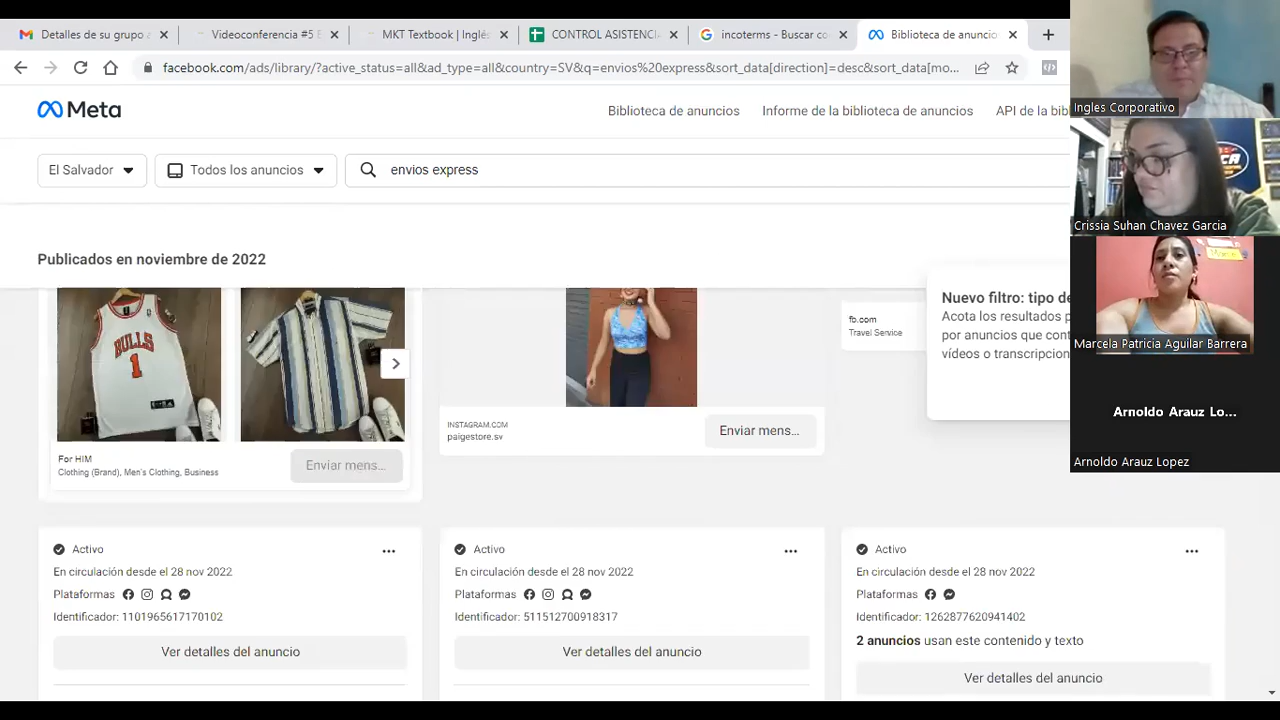 Detalles de su grupo
Videoconferencia #5 E
MKT Textbook | Inglé
CONTROL ASISTENCI
incoterms - Buscar co
Biblioteca de anuncio
facebook.com/ads/library/?active_status=all&ad_type=all&country=SV&q=envios%20express&sort_data[direction]=desc&sort_data[mo...
Meta
Biblioteca de anuncios
Informe de la biblioteca de anuncios
API de la bib
El Salvador
Todos los anuncios
envios express
Publicados en noviembre de 2022
Nuevo filtro: tipo de
Acota los resultados p
por anuncios que cont
vídeos o transcripcion
BULLS
1
For HIM
Clothing (Brand), Men's Clothing, Business
Enviar mens...
INSTAGRAM.COM
paigestore.sv
Enviar mens...
fb.com
Travel Service
Activo
En circulación desde el 28 nov 2022
Plataformas
Identificador: 1101965617170102
Ver detalles del anuncio
Activo
En circulación desde el 28 nov 2022
Plataformas
Identificador: 511512700918317
Ver detalles del anuncio
Activo
En circulación desde el 28 nov 2022
Plataformas
Identificador: 1262877620941402
2 anuncios usan este contenido y texto
Ver detalles del anuncio
Ingles Corporativo
Crissia Suhan Chavez Garcia
Marcela Patricia Aguilar Barrera
Arnoldo Arauz Lo...
Arnoldo Arauz Lopez